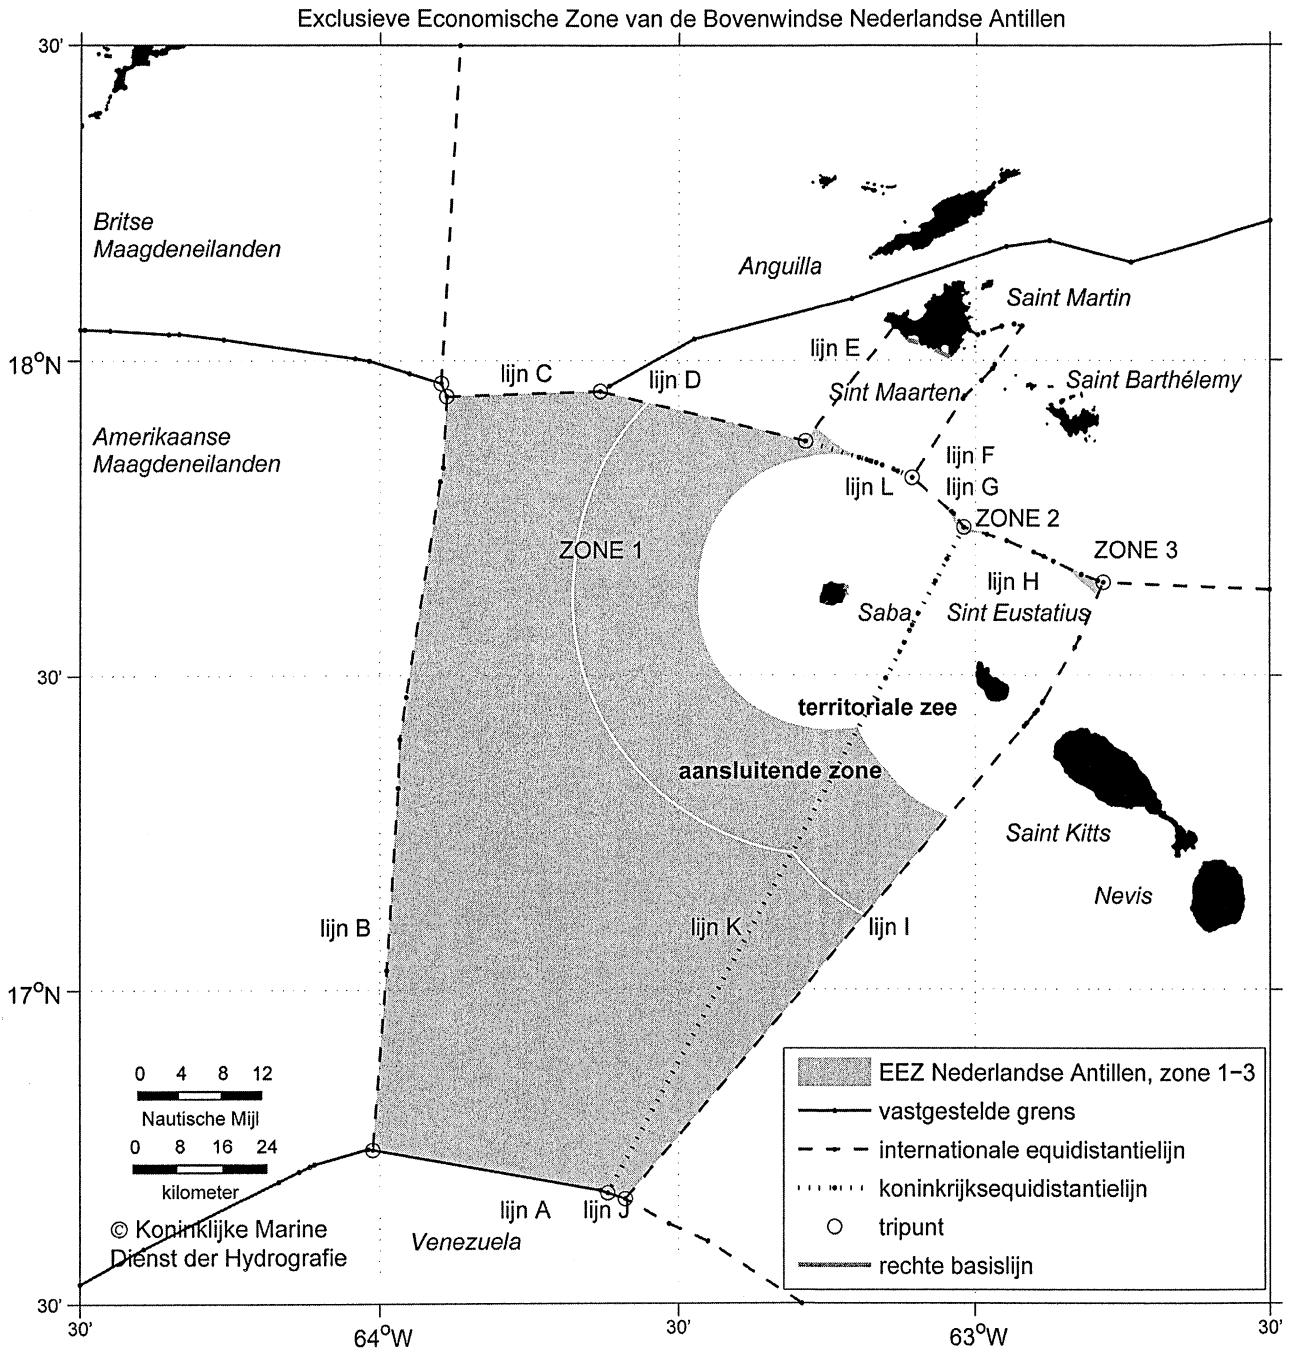 Exclusieve Economische Zone van de Bovenwindse Nederlandse Antillen
30'
Britse
Maagdeneilanden
Anguilla
Saint Martin
lijn E
18°N
lijn C
lijn D
Sint Maarten
Saint Barthélemy
Amerikaanse
Maagdeneilanden
lijn F
lijn L
lijn G
ZONE 2
ZONE 1
ZONE 3
lijn H
Saba
Sint Eustatius
30'
territoriale zee
aansluitende zone
Saint Kitts
Nevis
lijn B
lijn K
lijn I
17°N
0 4 8 12
Nautische Mijl
0 8 16 24
kilometer
EEZ Nederlandse Antillen, zone 1-3
vastgestelde grens
internationale equidistantielijn
koninkrijksequidistantielijn
tripunt
rechte basislijn
lijn A
lijn J
© Koninklijke Marine
Dienst der Hydrografie
Venezuela
30'
30'
64°W
30'
63°W
30'